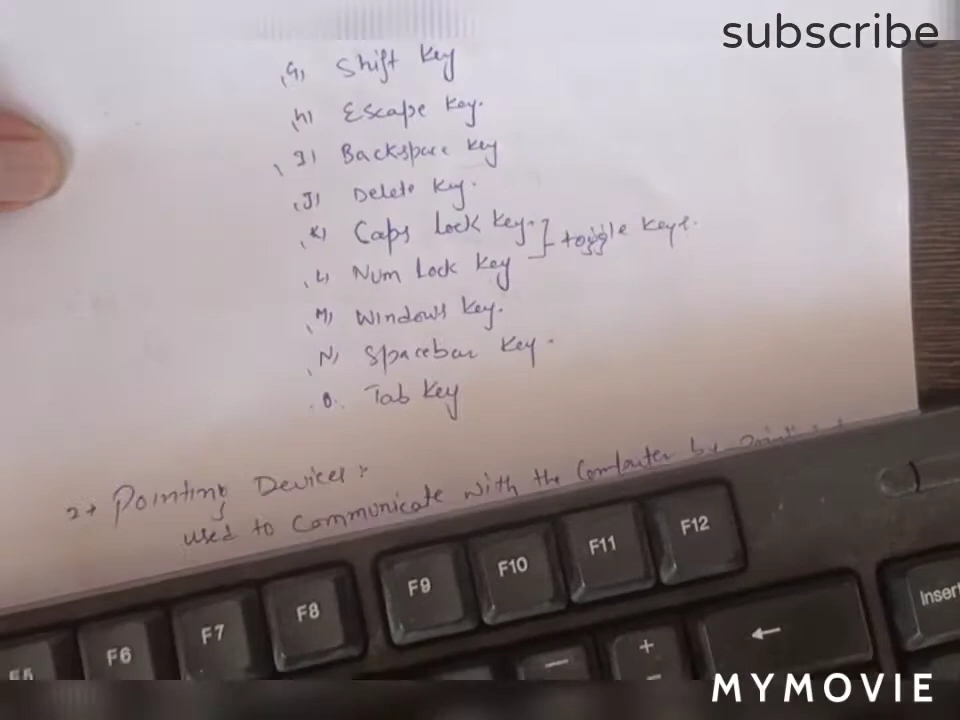 subscribe
(G) Shift Key
(h) Escape Key.
(I) Backspace Key
(J) Delete Key.
(K) Caps Lock Key. toggle keys.
(L) Num Lock Key
(M) Windows Key.
(N) Spacebar Key.
O. Tab Key
2→ Pointing Devices:
used to communicate with the Computer by
F5 F6 F7 F8 F9 F10 F11 F12
Insert
MYMOVIE